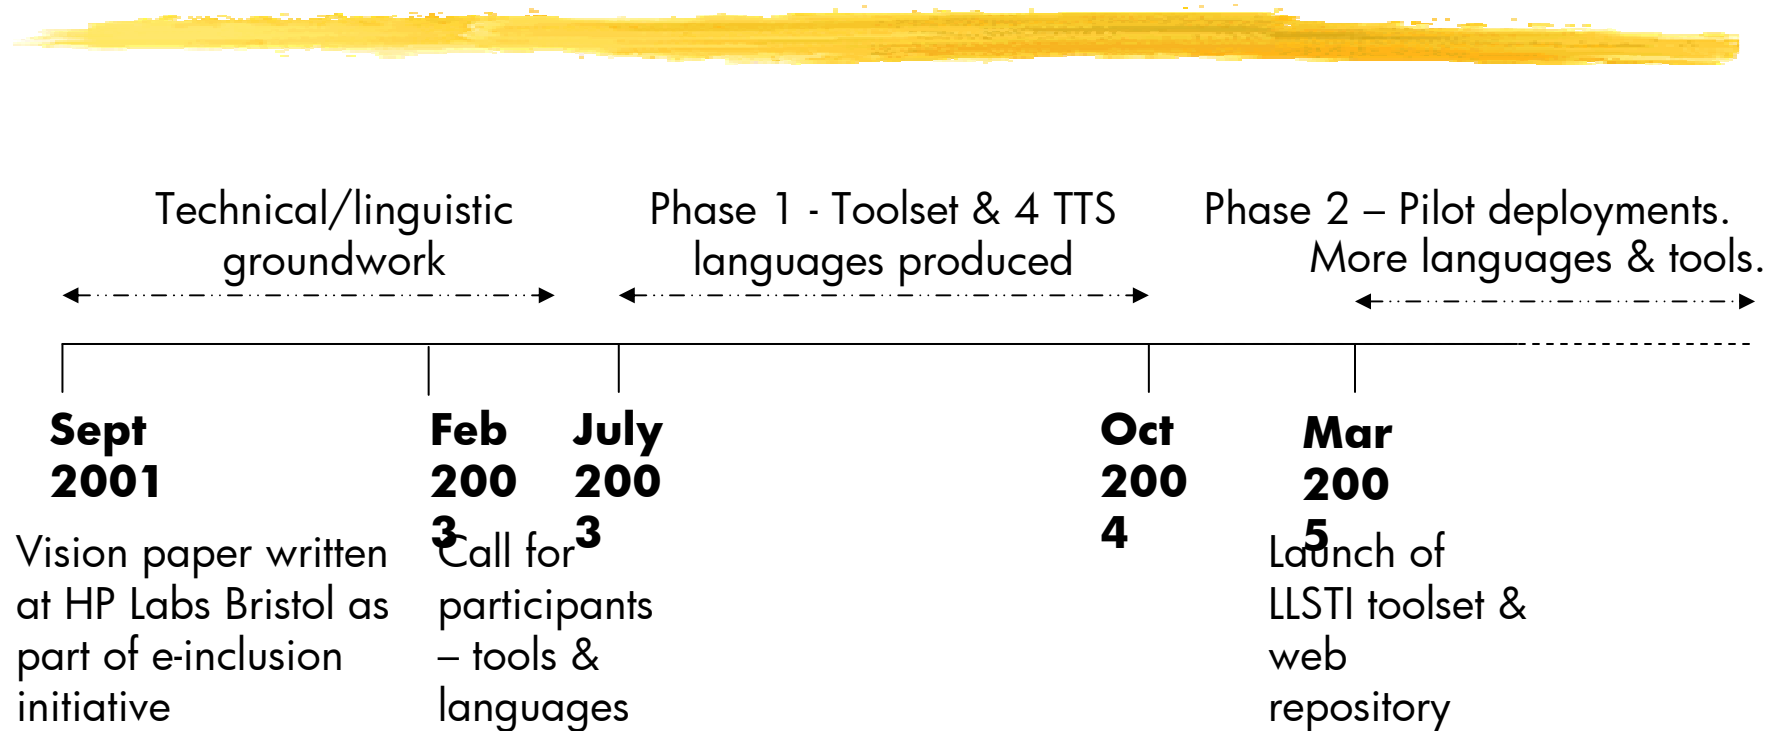 Technical/linguistic
groundwork
Phase 1 - Toolset & 4 TTS
languages produced
Phase 2 – Pilot deployments.
More languages & tools.
Sept
2001
Feb
200
3
July
200
3
Oct
200
4
Mar
200
5
Vision paper written
at HP Labs Bristol as
part of e-inclusion
initiative
Call for
participants
– tools &
languages
Launch of
LLSTI toolset &
web
repository